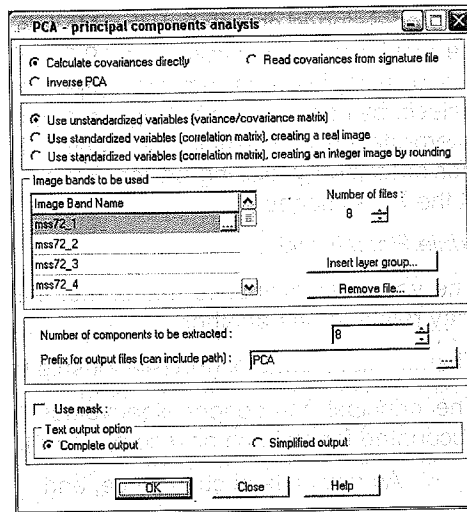 PCA - principal components analysis
Calculate covariances directly
Read covariances from signature file
Inverse PCA
Use unstandardized variables (variance/covariance matrix)
Use standardized variables (correlation matrix), creating a real image
Use standardized variables (correlation matrix), creating an integer image by rounding
Image bands to be used
Image Band Name
mss72_1
...
mss72_2
mss72_3
mss72_4
Number of files :
8
Insert layer group...
Remove file...
Number of components to be extracted :
8
Prefix for output files (can include path) :
PCA
...
Use mask :
Text output option
Complete output
Simplified output
OK
Close
Help